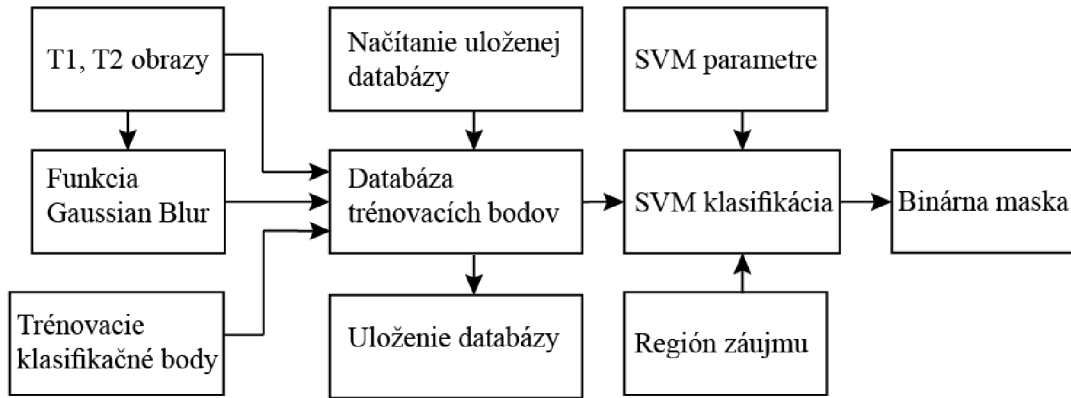 T1, T2 obrazy
Načítanie uloženej
databázy
SVM parametre
Funkcia
Gaussian Blur
Databáza
trénovacích bodov
SVM klasifikácia
Binárna maska
Trénovacie
klasifikačné body
Uloženie databázy
Región záujmu